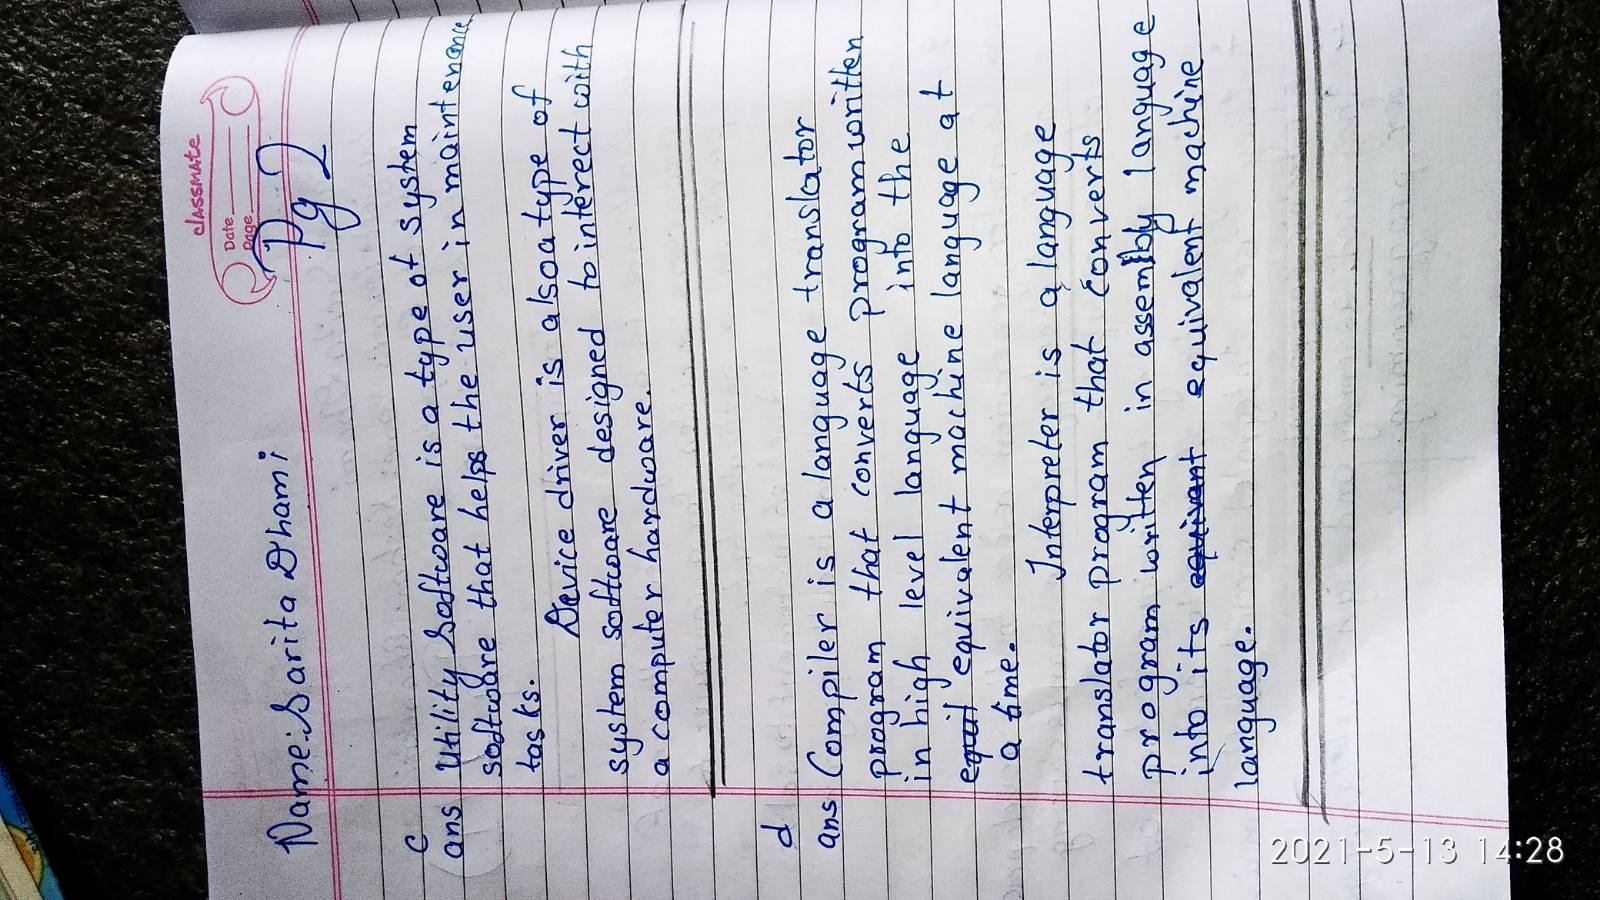 classmate
Date
Page
Pg 2
Name:Sarita Dhami
c
ans Utility Software is a type of system
software that helps the user in maintenance
tasks.
Device driver is also a type of
system software designed to interect with
a computer hardware.
d
ans Compiler is a language translator
program that converts program written
in high level language into the
equil equivalent machine language at
a time.
Interpreter is a language
translator program that converts
program written in assembly language
into its equivant equivalent machine
language.
2021-5-13 14:28